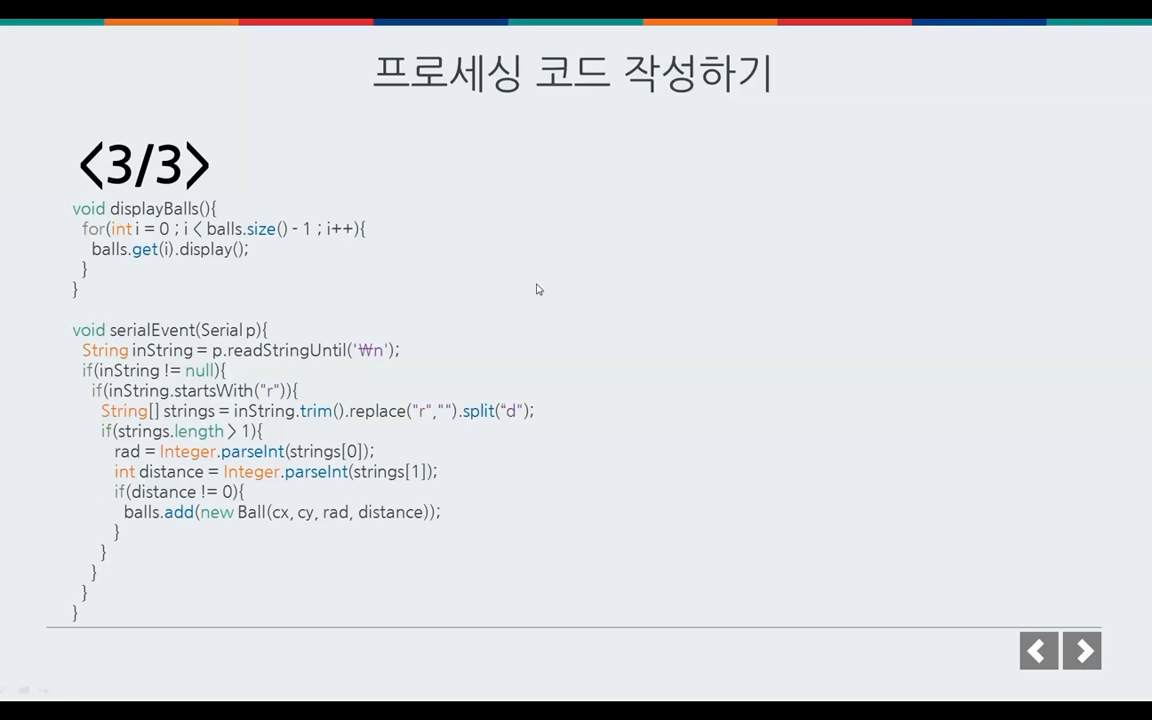 프로세싱 코드 작성하기
<3/3>
void displayBalls(){
for(int i = 0 ; i < balls.size() - 1 ; i++){
balls.get(i).display();
}
}
void serialEvent(Serial p){
String inString = p.readStringUntil('₩n');
if(inString != null){
if(inString.startsWith("r")){
String[] strings = inString.trim().replace("r","").split(“d");
if(strings.length > 1){
rad = Integer.parseInt(strings[0]);
int distance = Integer.parseInt(strings[1]);
if(distance != 0){
balls.add(new Ball(cx, cy, rad, distance));
}
}
}
}
}